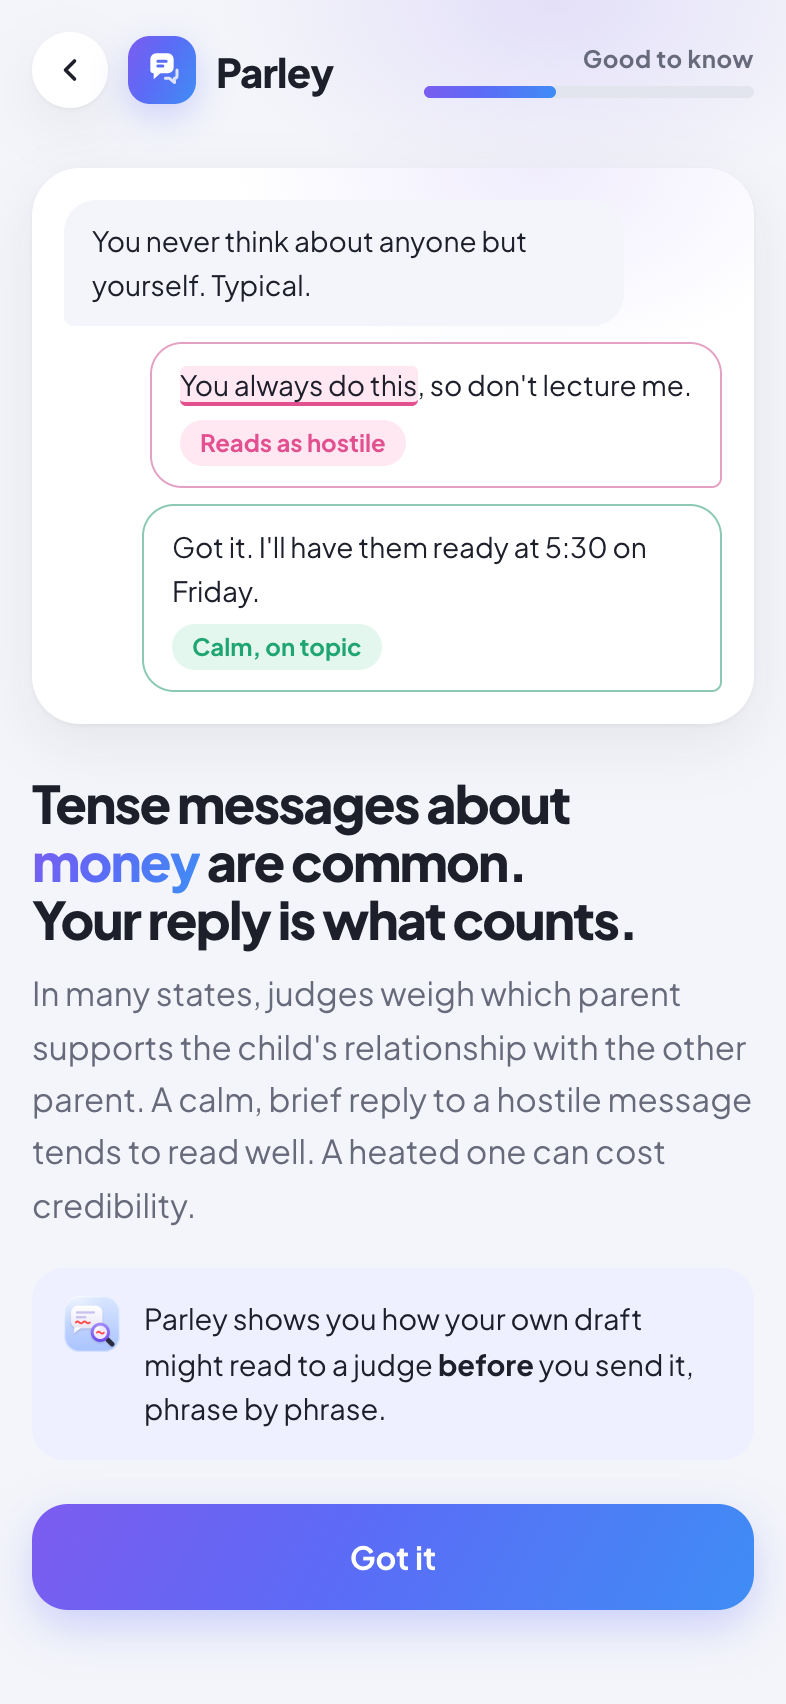 Parley
Good to know
You never think about anyone but
yourself. Typical.
You always do this, so don't lecture me.
Reads as hostile
Got it. I'll have them ready at 5:30 on
Friday.
Calm, on topic
Tense messages about
money are common.
Your reply is what counts.
In many states, judges weigh which parent
supports the child's relationship with the other
parent. A calm, brief reply to a hostile message
tends to read well. A heated one can cost
credibility.
Parley shows you how your own draft
might read to a judge before you send it,
phrase by phrase.
Got it